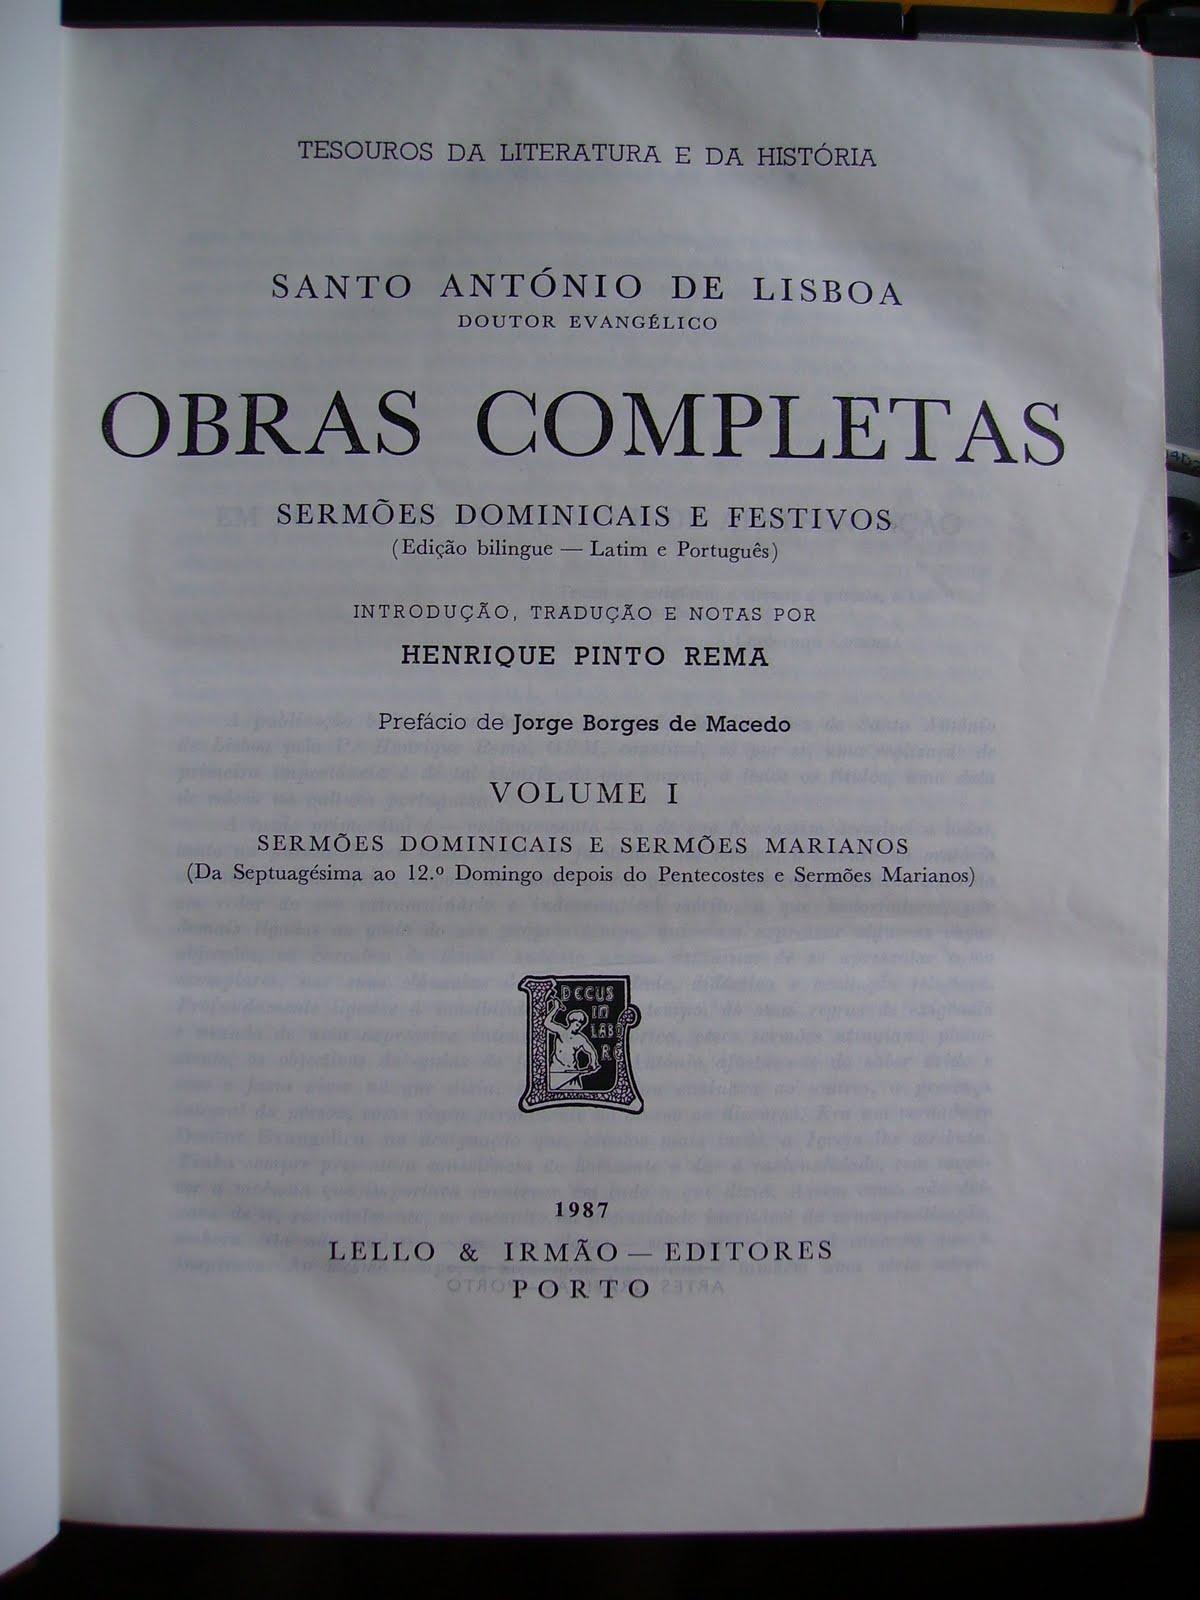 TESOUROS DA LITERATURA E DA HISTÓRIA
SANTO ANTÓNIO DE LISBOA
DOUTOR EVANGÉLICO
OBRAS COMPLETAS
SERMÕES DOMINICAIS E FESTIVOS
(Edição bilingue — Latim e Português)
INTRODUÇÃO, TRADUÇÃO E NOTAS POR
HENRIQUE PINTO REMA
Prefácio de Jorge Borges de Macedo
VOLUME I
SERMÕES DOMINICAIS E SERMÕES MARIANOS
(Da Septuagésima ao 12.º Domingo depois do Pentecostes e Sermões Marianos)
DECUS
IN
LABO
RE
1987
LELLO & IRMÃO — EDITORES
PORTO